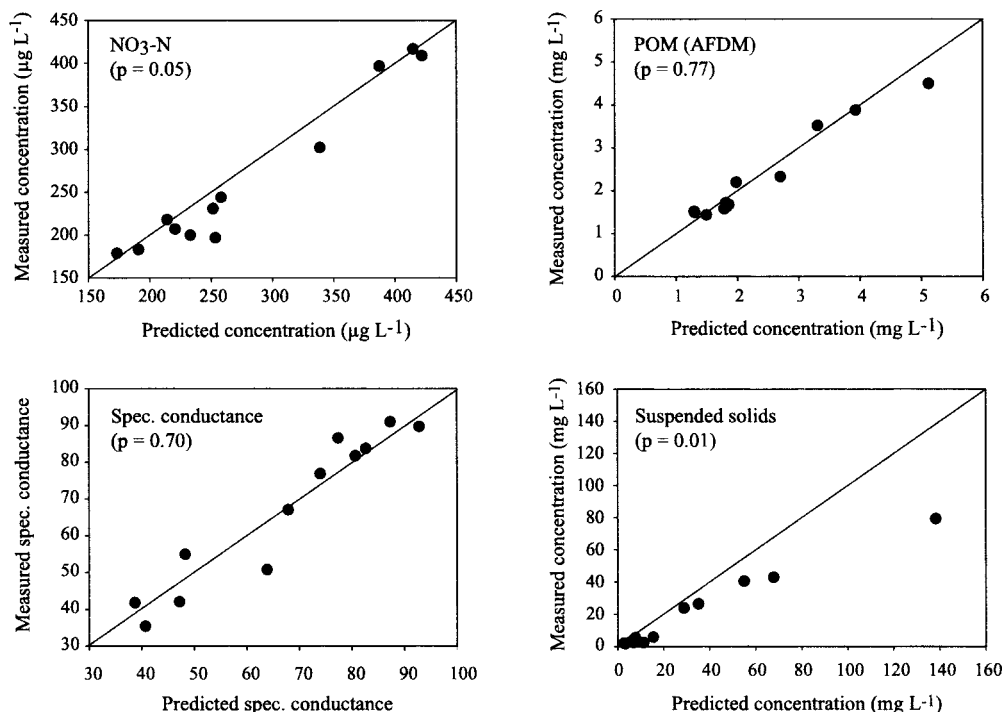 NO3-N
(p = 0.05)
Measured concentration (µg L-1)
450
400
350
300
250
200
150
150 200 250 300 350 400 450
Predicted concentration (µg L-1)
POM (AFDM)
(p = 0.77)
Measured concentration (mg L-1)
6
5
4
3
2
1
0
0 1 2 3 4 5 6
Predicted concentration (mg L-1)
Spec. conductance
(p = 0.70)
Measured spec. conductance
100
90
80
70
60
50
40
30
30 40 50 60 70 80 90 100
Predicted spec. conductance
Suspended solids
(p = 0.01)
Measured concentration (mg L-1)
160
140
120
100
80
60
40
20
0
0 20 40 60 80 100 120 140 160
Predicted concentration (mg L-1)